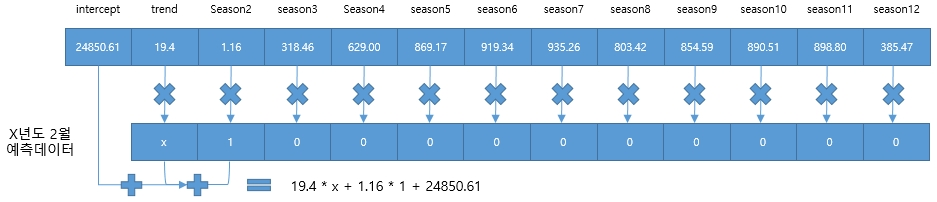 intercept trend Season2 season3 Season4 season5 season6 season7 season8 season9 season10 season11 season12
24850.61 19.4 1.16 318.46 629.00 869.17 919.34 935.26 803.42 854.59 890.51 898.80 385.47
X년도 2월
예측데이터
x 1 0 0 0 0 0 0 0 0 0 0
19.4 * x + 1.16 * 1 + 24850.61